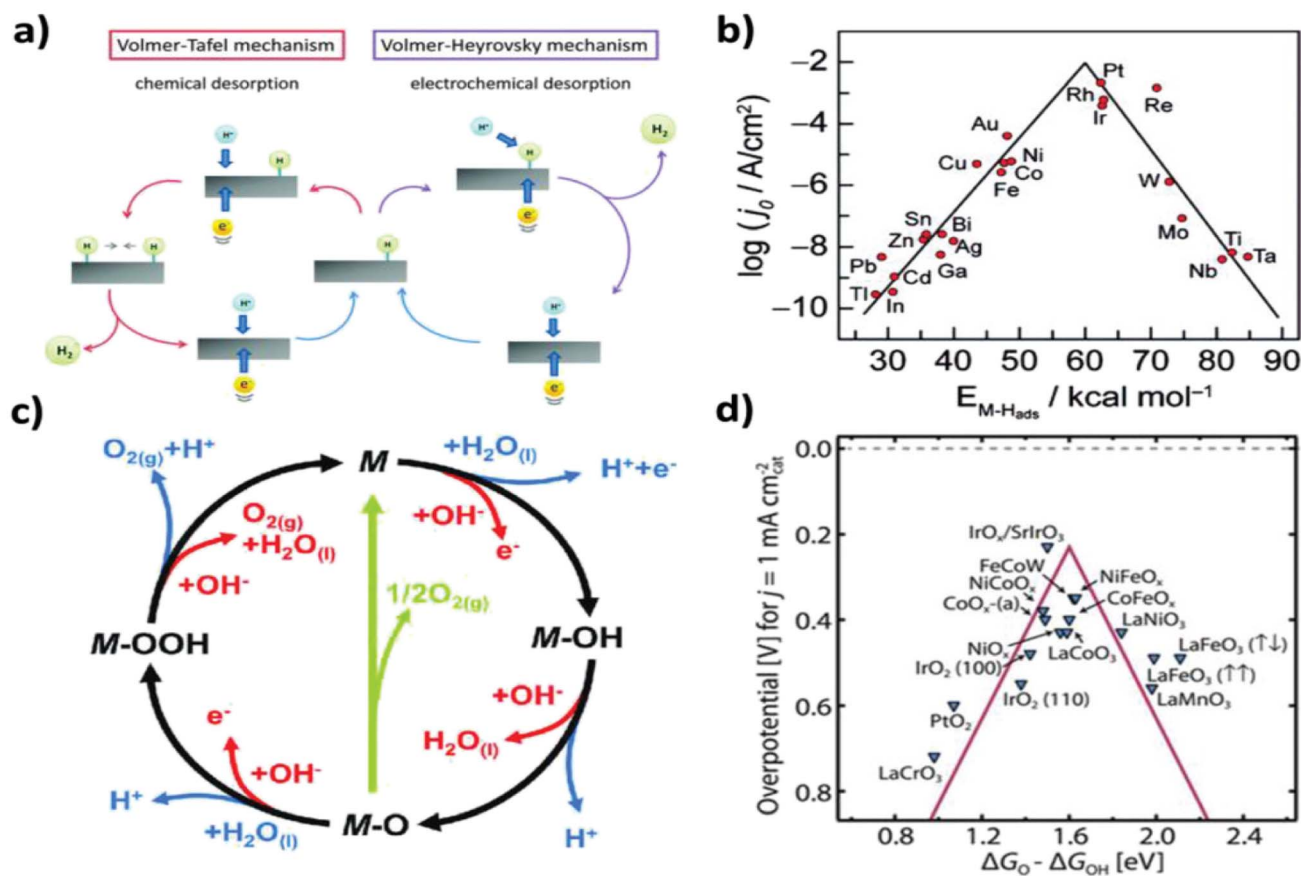 a)
Volmer-Tafel mechanism
Volmer-Heyrovsky mechanism
chemical desorption
electrochemical desorption
H⁺
H
e⁻
H⁺
H
e⁻
H₂
H
H
H₂
H⁺
e⁻
H
H⁺
e⁻
b)
log (j₀ / A/cm²)
−2
−4
−6
−8
−10
Pt
Rh
Ir
Re
Au
Cu
Ni
Co
Fe
W
Mo
Sn
Bi
Zn
Ag
Pb
Ga
Cd
Tl
In
Ti
Ta
Nb
30 40 50 60 70 80 90
E_M-Hads / kcal mol⁻¹
c)
O₂(g)+H⁺
M
+H₂O(l)
H⁺+e⁻
O₂(g)
+H₂O(l)
+OH⁻
+OH⁻
e⁻
1/2O₂(g)
M-OOH
M-OH
e⁻
+OH⁻
+OH⁻
H₂O(l)
H⁺
+H₂O(l)
M-O
H⁺
d)
Overpotential [V] for j = 1 mA cm⁻²cat
0.0
0.2
0.4
0.6
0.8
IrOₓ/SrIrO₃
FeCoW
NiCoOₓ
CoOₓ-(a)
NiFeOₓ
CoFeOₓ
LaNiO₃
NiOₓ
LaCoO₃
IrO₂ (100)
IrO₂ (110)
LaFeO₃ (↑↓)
LaFeO₃ (↑↑)
LaMnO₃
PtO₂
LaCrO₃
0.8 1.2 1.6 2.0 2.4
ΔG_O - ΔG_OH [eV]